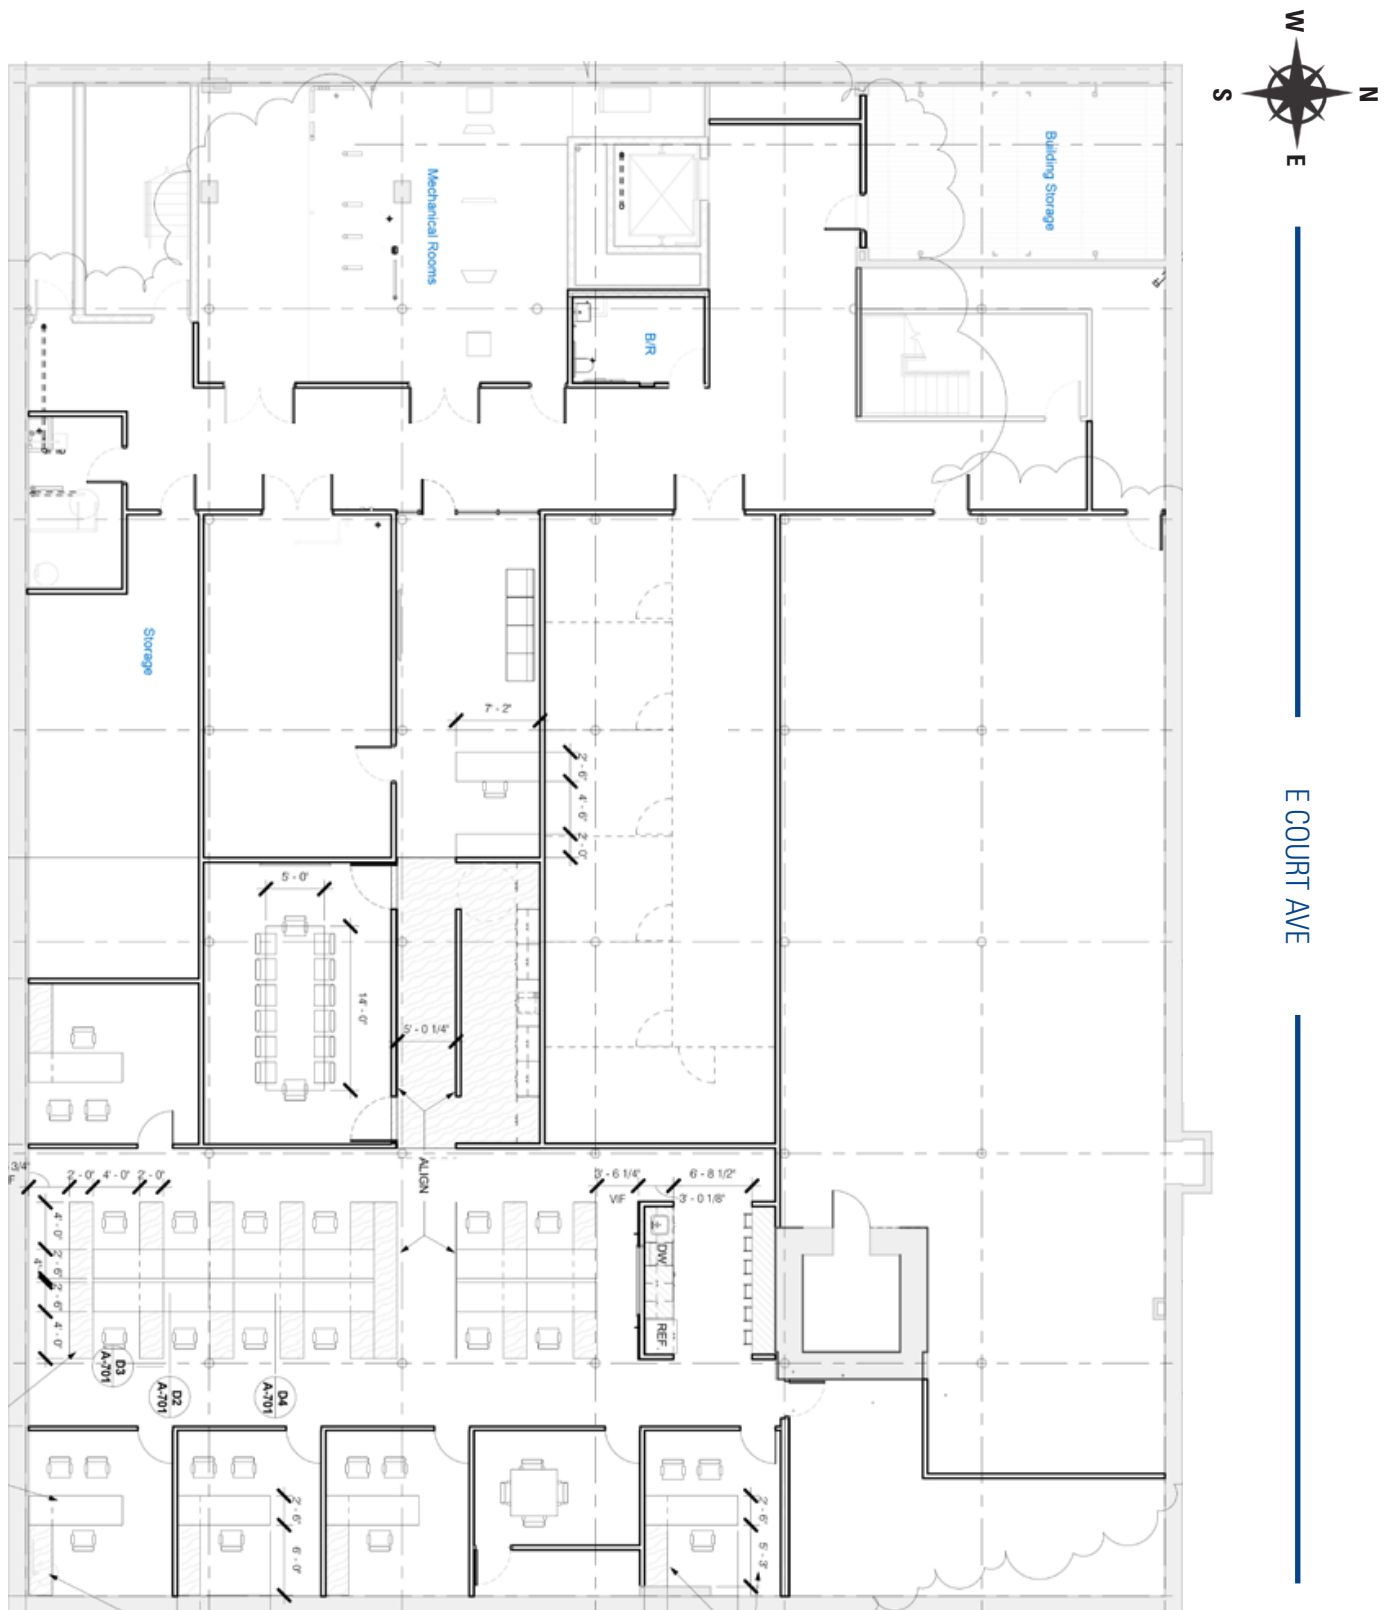 W
N
S
E
Building Storage
Mechanical Rooms
B/R
E COURT AVE
Storage
7' - 2"
2' - 6"
4' - 6"
2' - 0"
5' - 0"
14' - 0"
5' - 0 1/4"
ALIGN
3/4"
F
2' - 0"
4' - 0"
2' - 0"
3' - 6 1/4"
VIF
6' - 8 1/2"
3' - 0 1/8"
4' - 0"
2' - 6"
4'
2' - 6"
4' - 0"
DW
REF.
D3
A-701
D2
A-701
D4
A-701
2' - 6"
6' - 0"
2' - 6"
5' - 3"